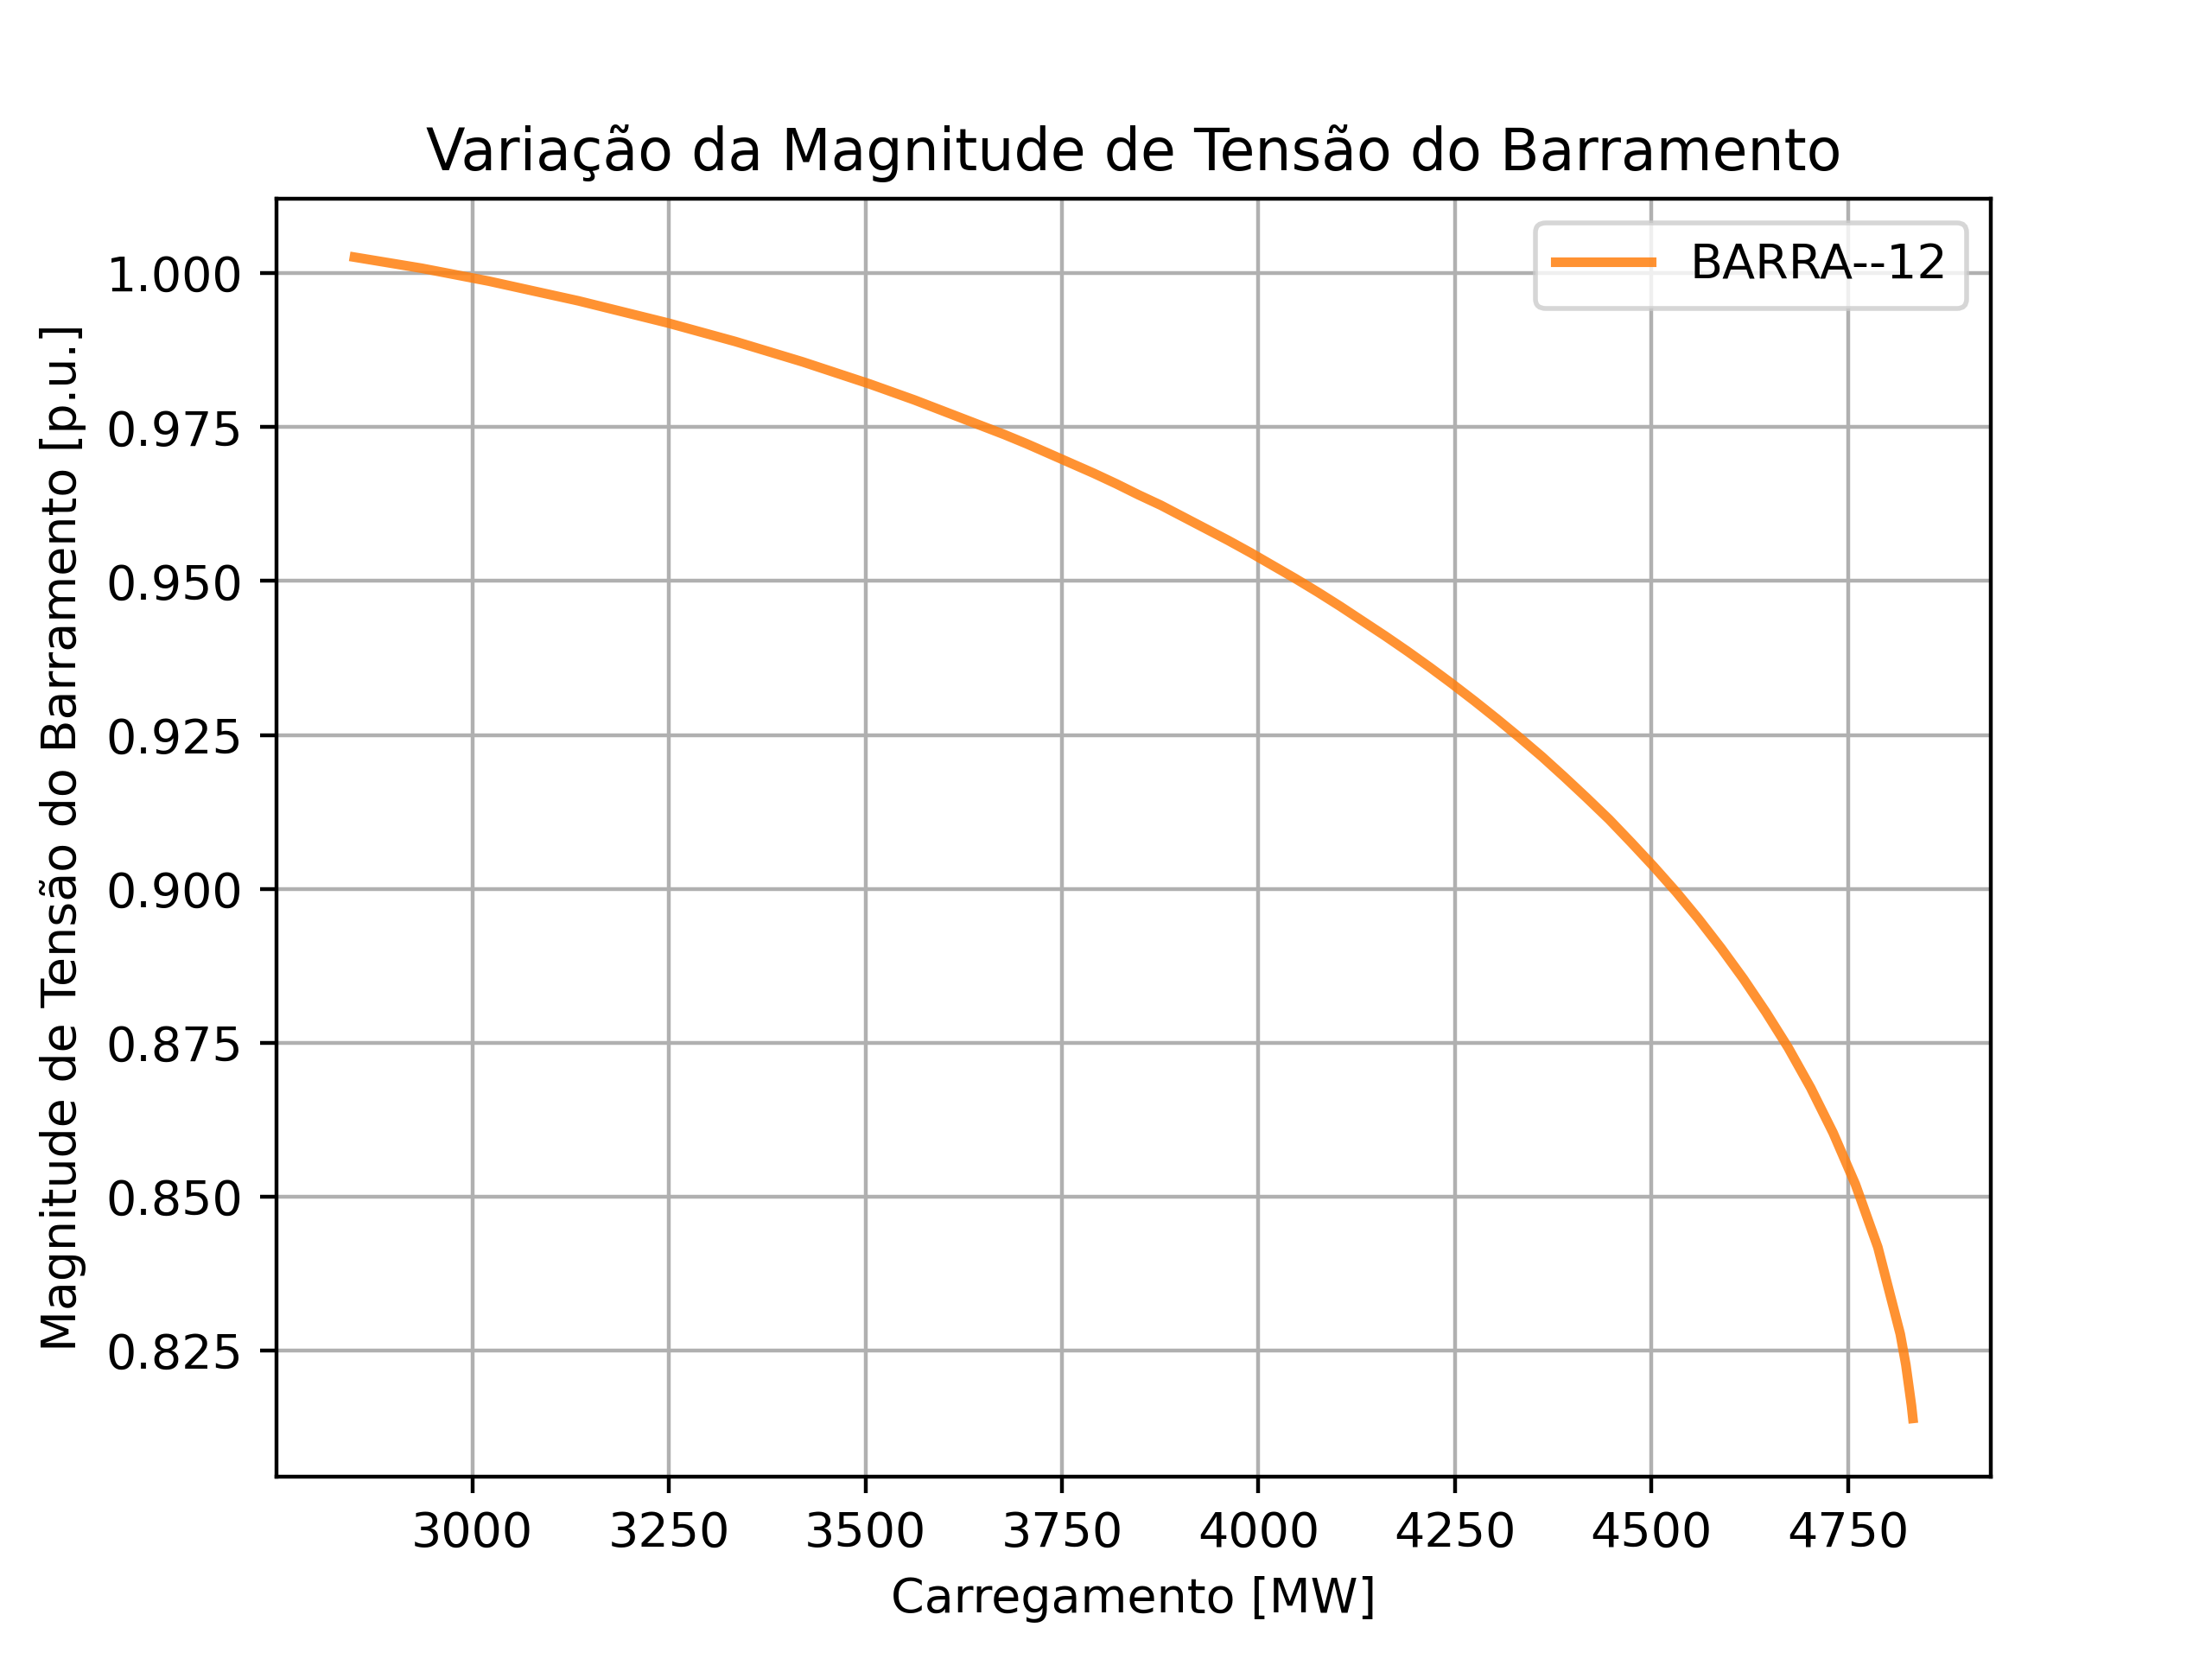 Variação da Magnitude de Tensão do Barramento
BARRA--12
Magnitude de Tensão do Barramento [p.u.]
1.000
0.975
0.950
0.925
0.900
0.875
0.850
0.825
3000 3250 3500 3750 4000 4250 4500 4750
Carregamento [MW]